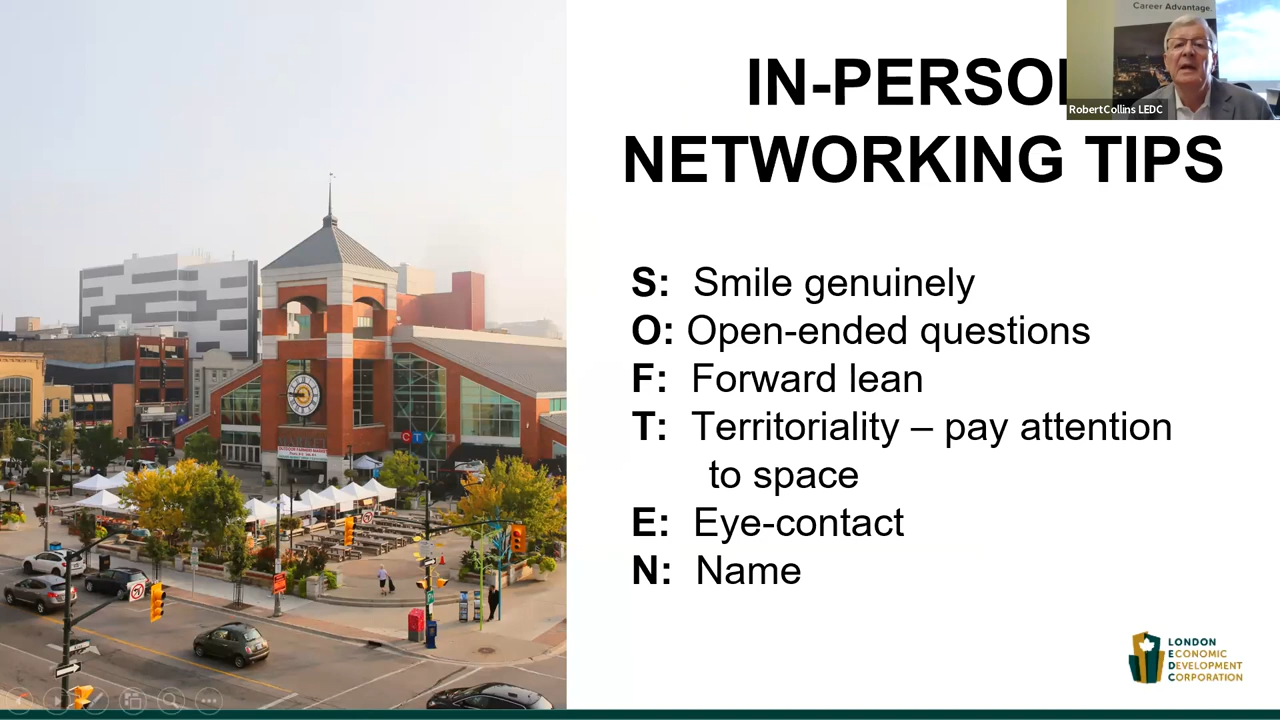 Career Advantage.
RobertCollins LEDC
IN-PERSO
NETWORKING TIPS
S: Smile genuinely
O: Open-ended questions
F: Forward lean
T: Territoriality – pay attention
to space
E: Eye-contact
N: Name
CTV
LONDON
ECONOMIC
DEVELOPMENT
CORPORATION